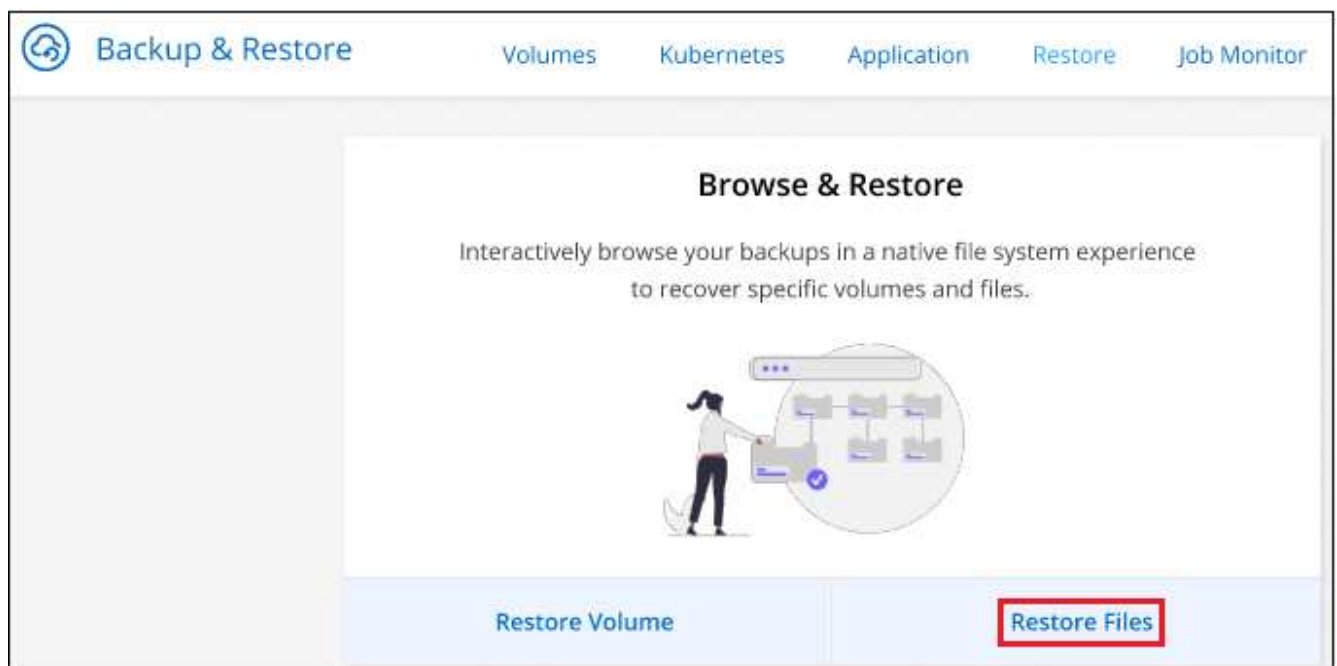 Backup & Restore
Volumes Kubernetes Application Restore Job Monitor
Browse & Restore
Interactively browse your backups in a native file system experience
to recover specific volumes and files.
Restore Volume Restore Files